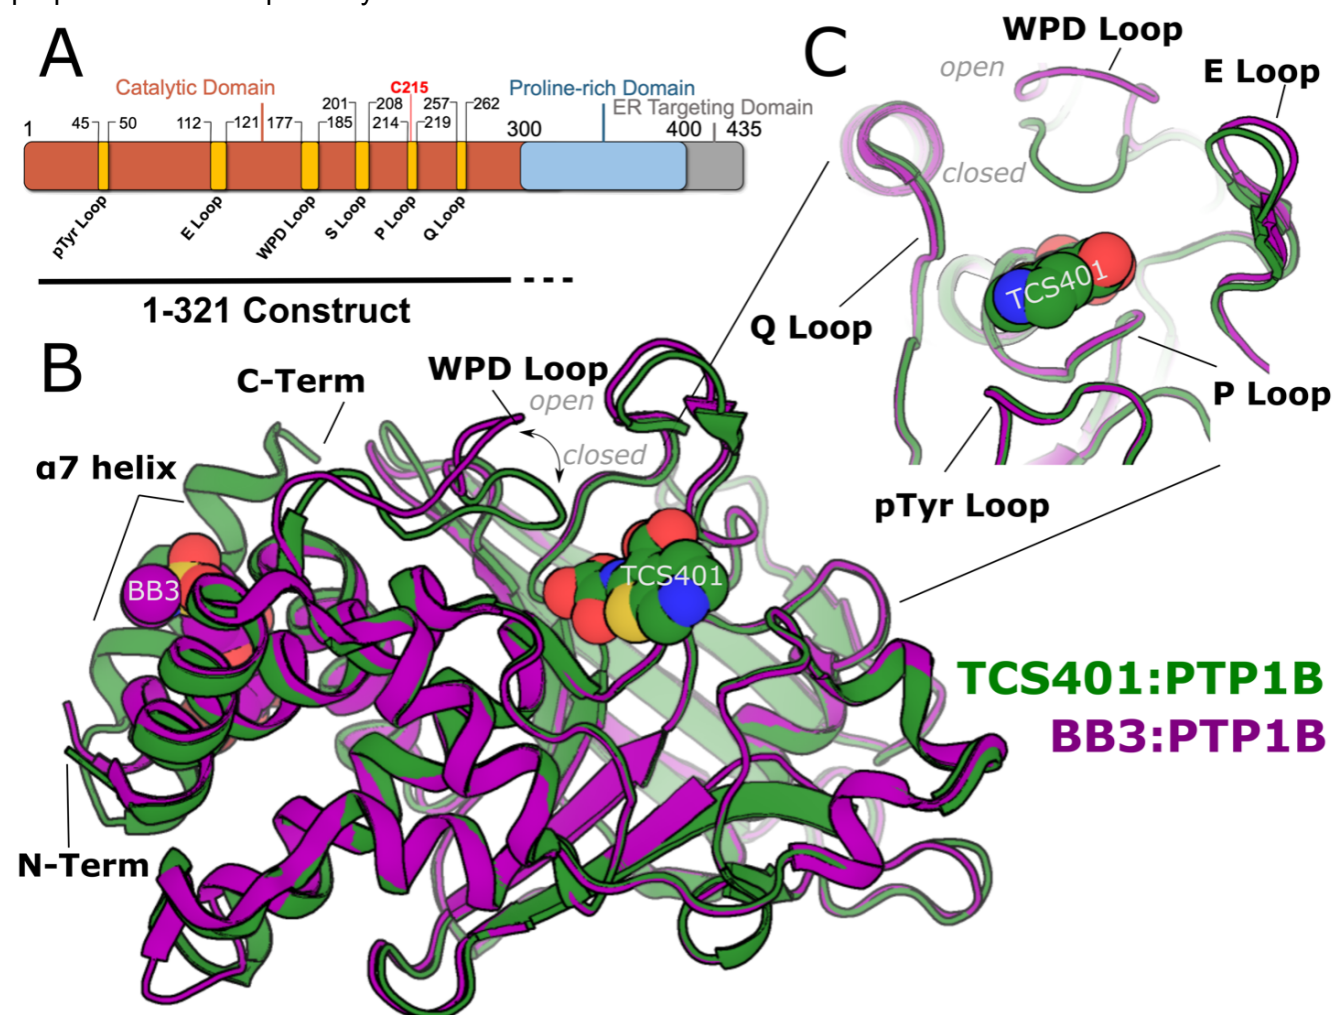 A
Catalytic Domain
C215
Proline-rich Domain
ER Targeting Domain
1
45
50
112
121
177
185
201
208
214
219
257
262
300
400
435
pTyr Loop
E Loop
WPD Loop
S Loop
P Loop
Q Loop
1-321 Construct
B
C-Term
WPD Loop
open
closed
α7 helix
BB3
TCS401
N-Term
TCS401:PTP1B
BB3:PTP1B
C
WPD Loop
open
E Loop
closed
TCS401
Q Loop
P Loop
pTyr Loop